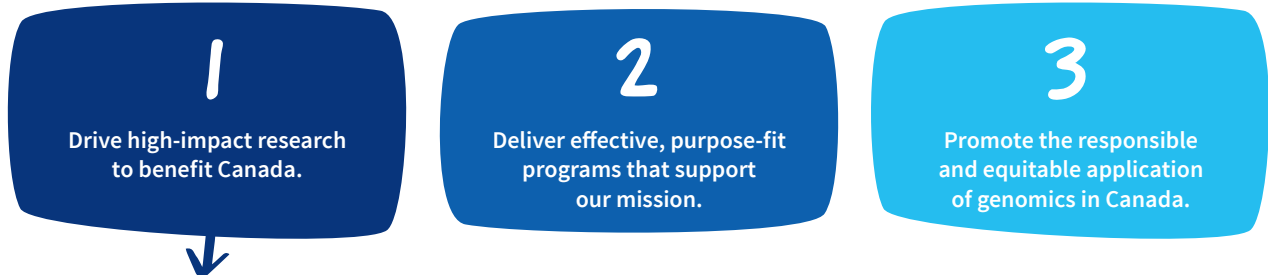 1
Drive high-impact research
to benefit Canada.
2
Deliver effective, purpose-fit
programs that support
our mission.
3
Promote the responsible
and equitable application
of genomics in Canada.